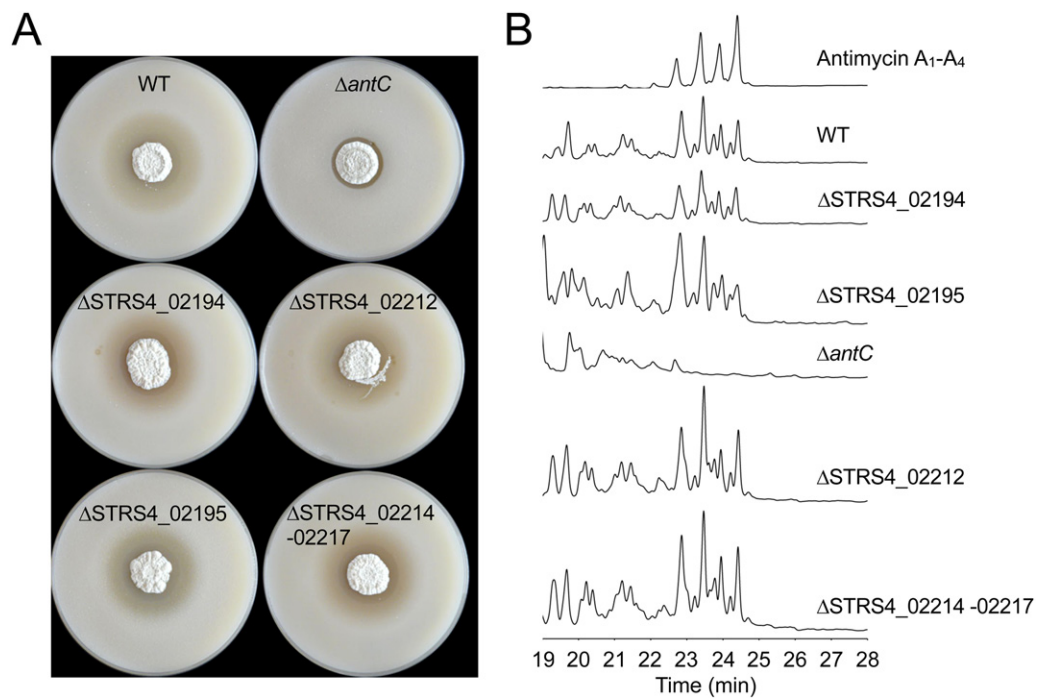 A
WT
ΔantC
ΔSTRS4_02194
ΔSTRS4_02212
ΔSTRS4_02195
ΔSTRS4_02214
-02217
B
Antimycin A₁-A₄
WT
ΔSTRS4_02194
ΔSTRS4_02195
ΔantC
ΔSTRS4_02212
ΔSTRS4_02214 -02217
19 20 21 22 23 24 25 26 27 28
Time (min)